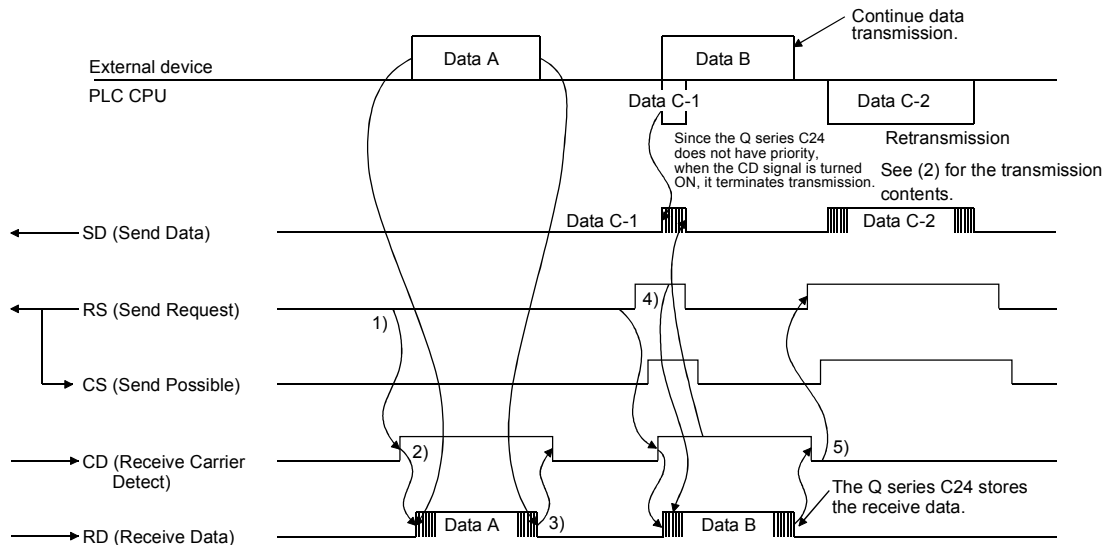 Continue data
transmission.
Data A
Data B
External device
PLC CPU
Data C-1
Data C-2
Since the Q series C24
does not have priority,
when the CD signal is turned
ON, it terminates transmission.
Retransmission
See (2) for the transmission
contents.
Data C-1
Data C-2
SD (Send Data)
4)
RS (Send Request)
1)
CS (Send Possible)
2)
5)
CD (Receive Carrier
Detect)
The Q series C24 stores
the receive data.
Data A
3)
Data B
RD (Receive Data)